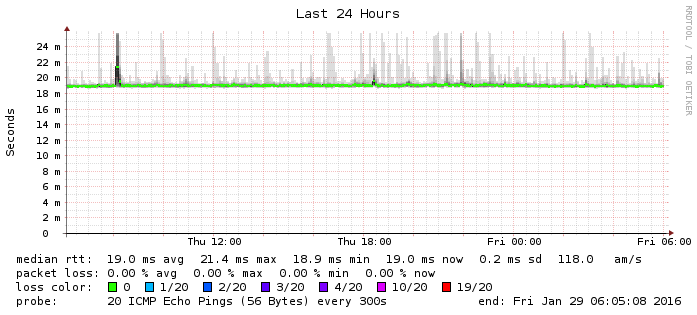 Last 24 Hours
RRDTOOL / TOBI OETIKER
Seconds
24 m
22 m
20 m
18 m
16 m
14 m
12 m
10 m
8 m
6 m
4 m
2 m
0
Thu 12:00 Thu 18:00 Fri 00:00 Fri 06:00
median rtt: 19.0 ms avg 21.4 ms max 18.9 ms min 19.0 ms now 0.2 ms sd 118.0 am/s
packet loss: 0.00 % avg 0.00 % max 0.00 % min 0.00 % now
loss color: 0 1/20 2/20 3/20 4/20 10/20 19/20
probe: 20 ICMP Echo Pings (56 Bytes) every 300s end: Fri Jan 29 06:05:08 2016